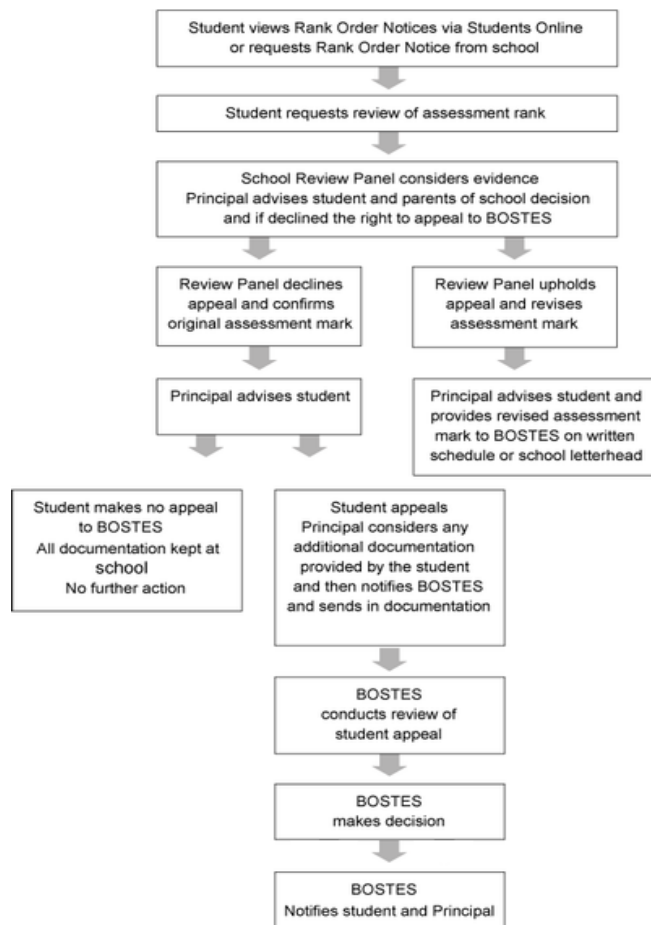 Student views Rank Order Notices via Students Online
or requests Rank Order Notice from school
Student requests review of assessment rank
School Review Panel considers evidence
Principal advises student and parents of school decision
and if declined the right to appeal to BOSTES
Review Panel declines
appeal and confirms
original assessment mark
Review Panel upholds
appeal and revises
assessment mark
Principal advises student
Principal advises student and
provides revised assessment
mark to BOSTES on written
schedule or school letterhead
Student makes no appeal
to BOSTES
All documentation kept at
school
No further action
Student appeals
Principal considers any
additional documentation
provided by the student
and then notifies BOSTES
and sends in documentation
BOSTES
conducts review of
student appeal
BOSTES
makes decision
BOSTES
Notifies student and Principal